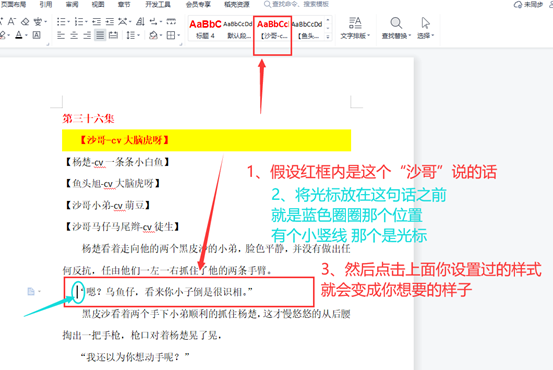 页面布局 引用 审阅 视图 章节 开发工具 会员专享 稻壳资源 查找命令、搜索模板 未同步
AaBbC AaBbCcDd AaBbCc AaBbCcDd
标题 4 默认段... 【沙哥-c... 【鱼头... 文字排版 查找替换 选择
第三十六集
【沙哥-cv 大脑虎呀】
【杨楚-cv 一条条小白鱼】
【鱼头旭-cv 大脑虎呀】
【沙哥小弟-cv 萌豆】
【沙哥马仔马尾辫-cv 徒生】
1、假设红框内是这个“沙哥”说的话
2、将光标放在这句话之前
就是蓝色圈圈那个位置
有个小竖线 那个是光标
杨楚看着走向他的两个黑皮沙的小弟，脸色平静，并没有做出任
何反抗，任由他们一左一右抓住了他的两条手臂。
3、然后点击上面你设置过的样式
就会变成你想要的样子
“嗯？乌鱼仔，看来你小子倒是很识相。”
黑皮沙看着两个手下小弟顺利的抓住杨楚，这才慢悠悠的从后腰
掏出一把手枪，枪口对着杨楚晃了晃，
“我还以为你想动手呢？”